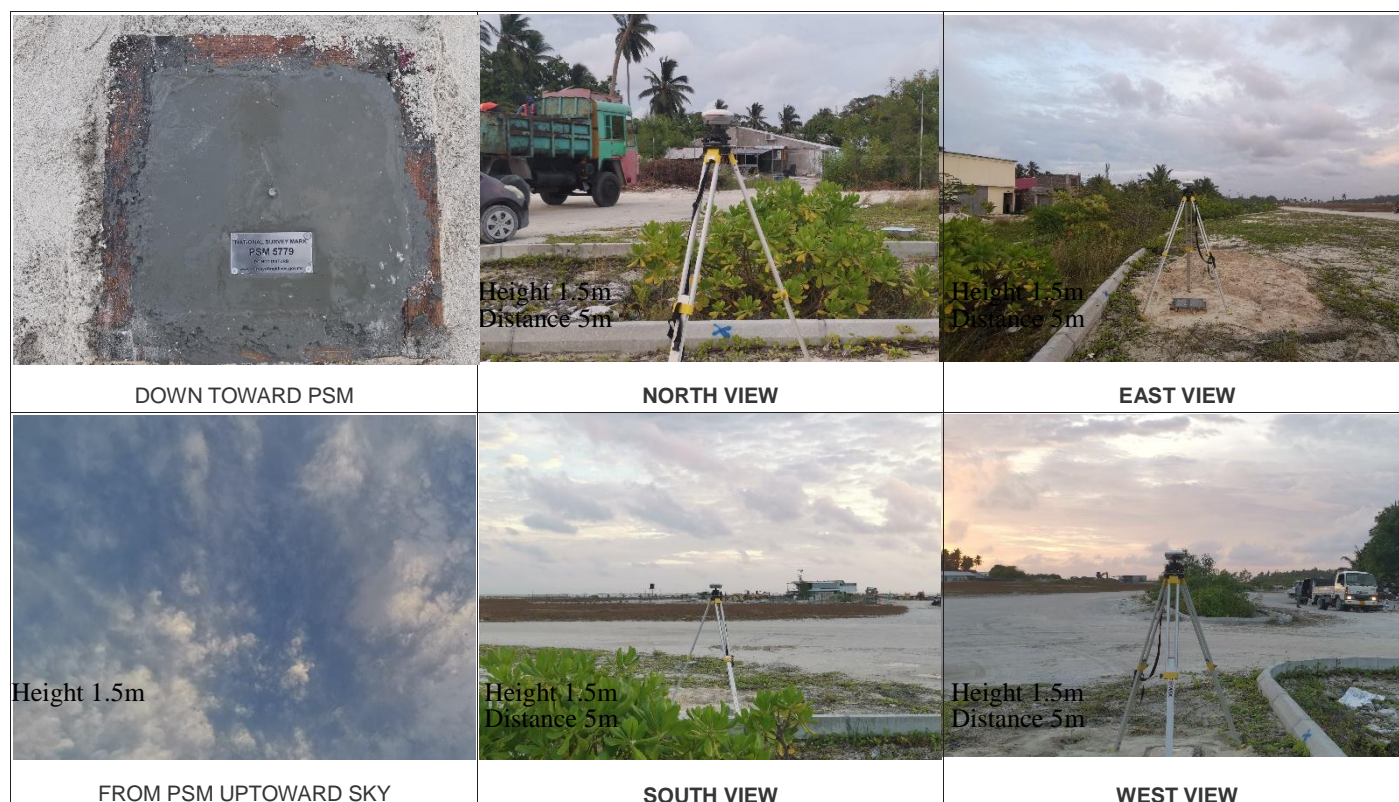 "NATIONAL SURVEY MARK"
PSM 5779
Height 1.5m
Distance 5m
Height 1.5m
Distance 5m
DOWN TOWARD PSM
NORTH VIEW
EAST VIEW
Height 1.5m
Height 1.5m
Distance 5m
Height 1.5m
Distance 5m
FROM PSM UPTOWARD SKY
SOUTH VIEW
WEST VIEW